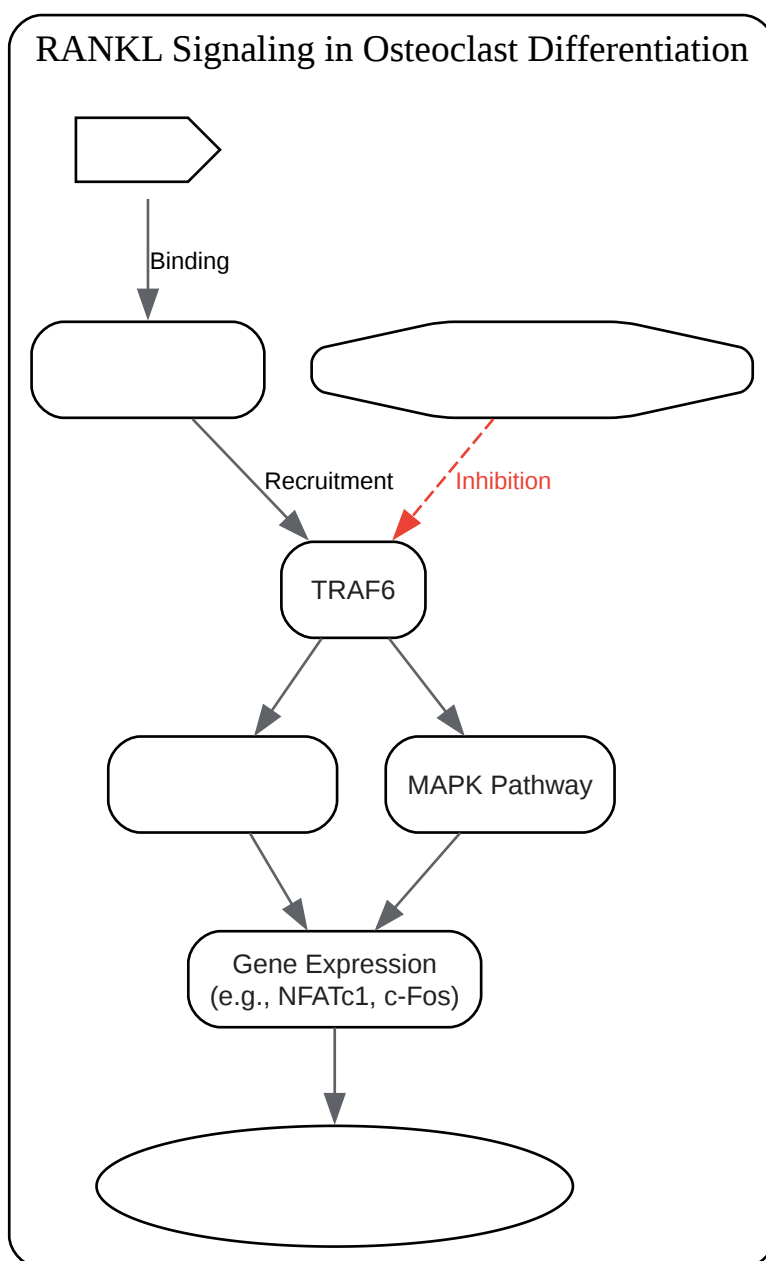 RANKL Signaling in Osteoclast Differentiation
Binding
Recruitment
Inhibition
TRAF6
MAPK Pathway
Gene Expression
(e.g., NFATc1, c-Fos)